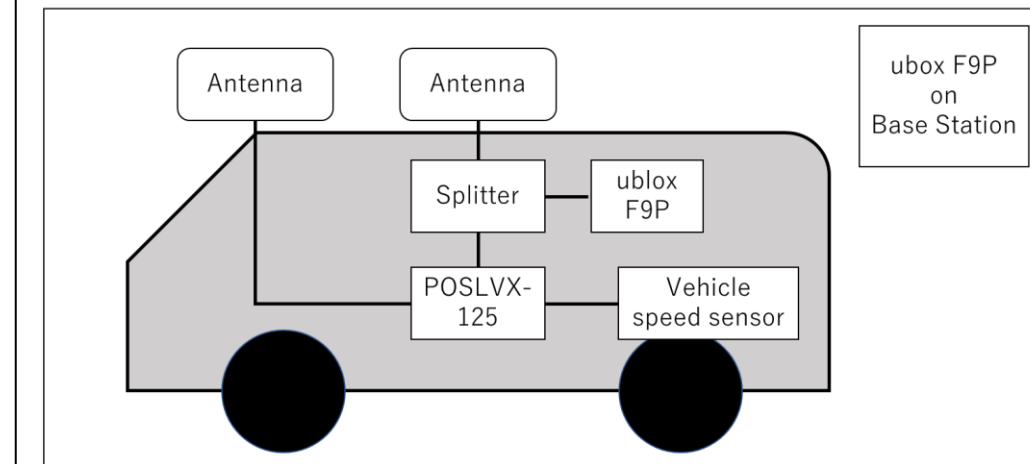 Antenna
Antenna
ubox F9P
on
Base Station
Splitter
ublox
F9P
POSLVX-
125
Vehicle
speed sensor